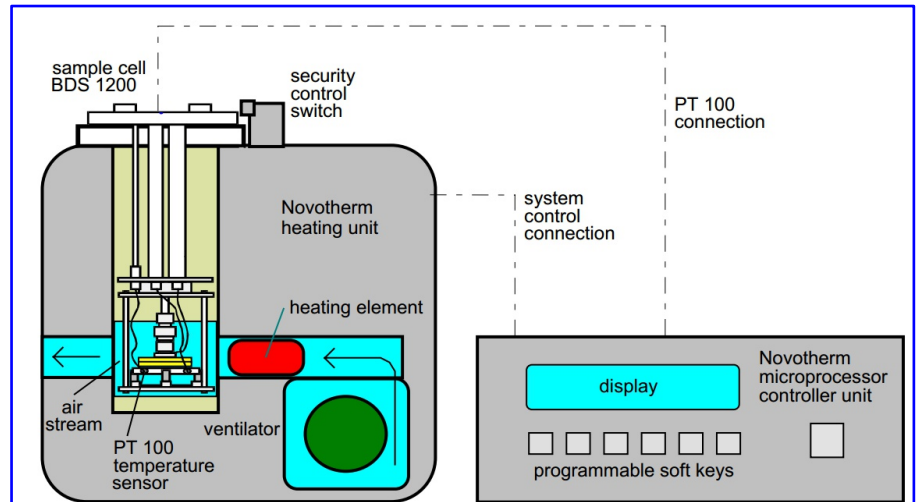 sample cell
BDS 1200
security
control
switch
PT 100
connection
Novotherm
heating unit
system
control
connection
heating element
air
stream
PT 100
temperature
sensor
ventilator
display
Novotherm
microprocessor
controller unit
programmable soft keys